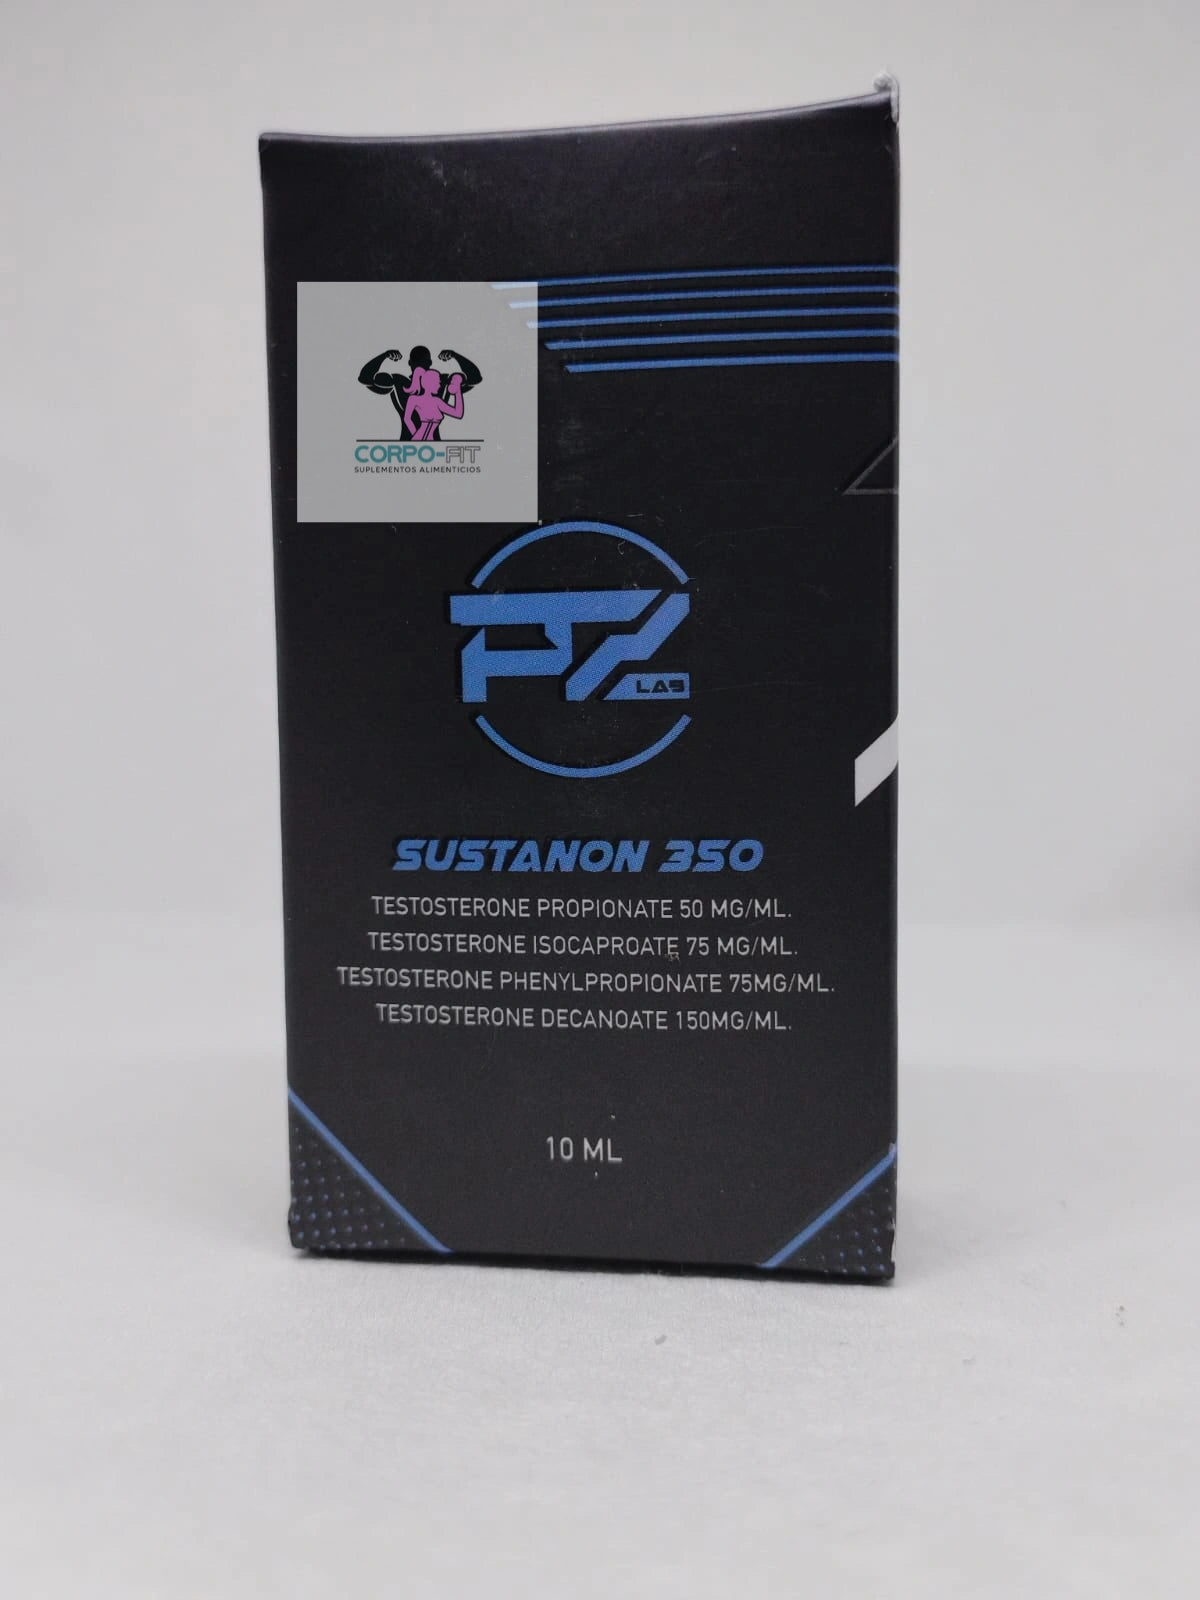 CORPO-FIT
SUPLEMENTOS ALIMENTICIOS
PZ
LAB
SUSTANON 350
TESTOSTERONE PROPIONATE 50 MG/ML.
TESTOSTERONE ISOCAPROATE 75 MG/ML.
TESTOSTERONE PHENYLPROPIONATE 75MG/ML.
TESTOSTERONE DECANOATE 150MG/ML.
10 ML